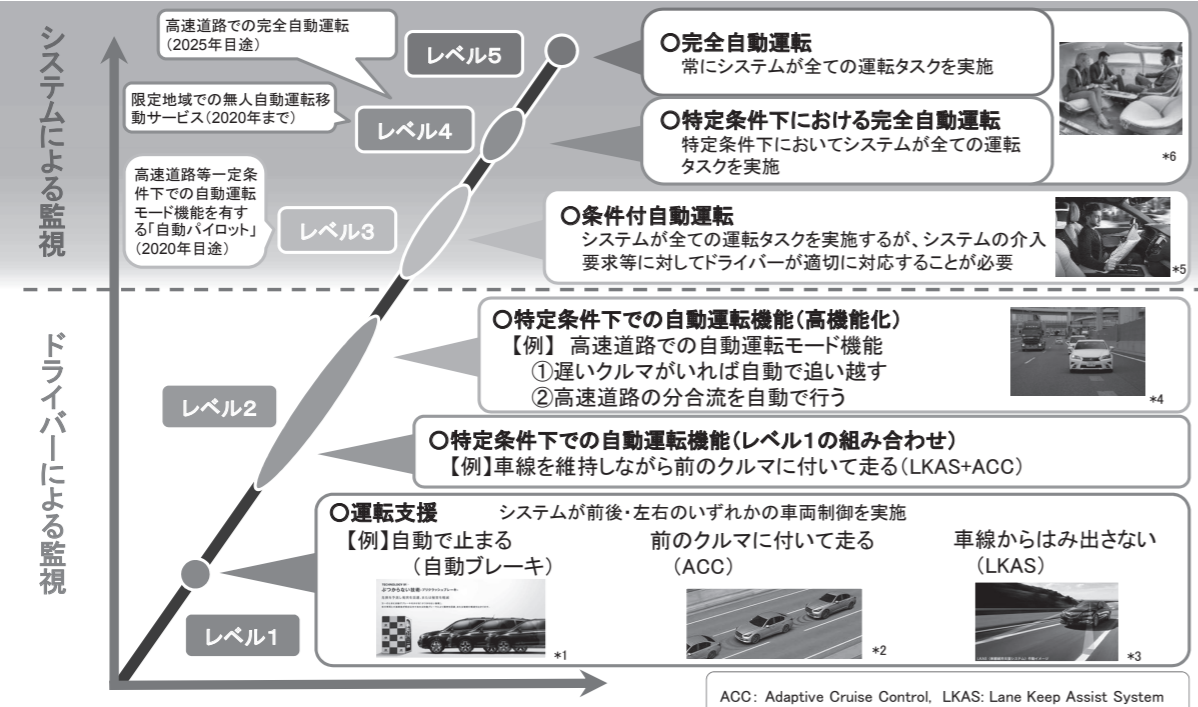 システムによる監視
ドライバーによる監視
高速道路での完全自動運転
(2025年目途)
レベル5
〇完全自動運転
常にシステムが全ての運転タスクを実施
限定地域での無人自動運転移
動サービス(2020年まで)
レベル4
〇特定条件下における完全自動運転
特定条件下においてシステムが全ての運転
タスクを実施
*6
高速道路等一定条
件下での自動運転
モード機能を有す
る「自動パイロット」
(2020年目途)
レベル3
〇条件付自動運転
システムが全ての運転タスクを実施するが、システムの介入
要求等に対してドライバーが適切に対応することが必要
*5
〇特定条件下での自動運転機能(高機能化)
【例】 高速道路での自動運転モード機能
①遅いクルマがいれば自動で追い越す
②高速道路の分合流を自動で行う
*4
レベル2
〇特定条件下での自動運転機能(レベル1の組み合わせ)
【例】車線を維持しながら前のクルマに付いて走る(LKAS+ACC)
〇運転支援 システムが前後・左右のいずれかの車両制御を実施
【例】自動で止まる
(自動ブレーキ)
前のクルマに付いて走る
(ACC)
車線からはみ出さない
(LKAS)
ぶつからない技術
*1
*2
*3
レベル1
ACC: Adaptive Cruise Control, LKAS: Lane Keep Assist System